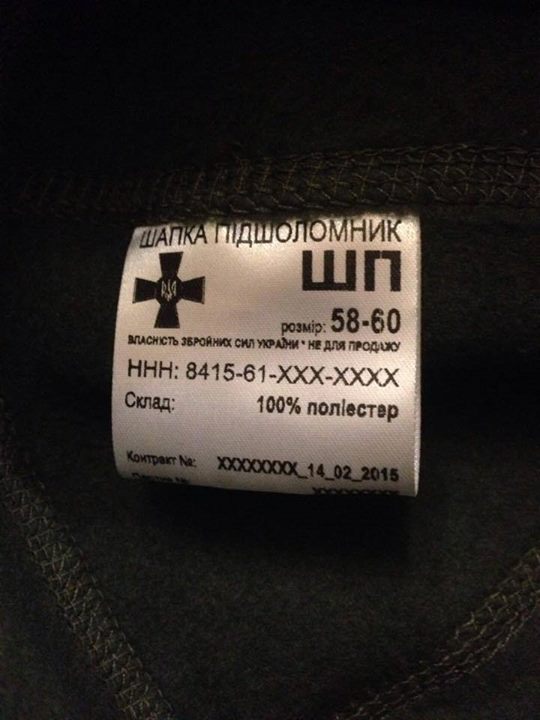 ШАПКА ПІДШОЛОМНИК
ШП
розмір: 58-60
ВЛАСНІСТЬ ЗБРОЙНИХ СИЛ УКРАЇНИ * НЕ ДЛЯ ПРОДАЖУ
ННН: 8415-61-XXX-XXXX
Склад: 100% поліестер
Контракт №: XXXXXXXX_14_02_2015